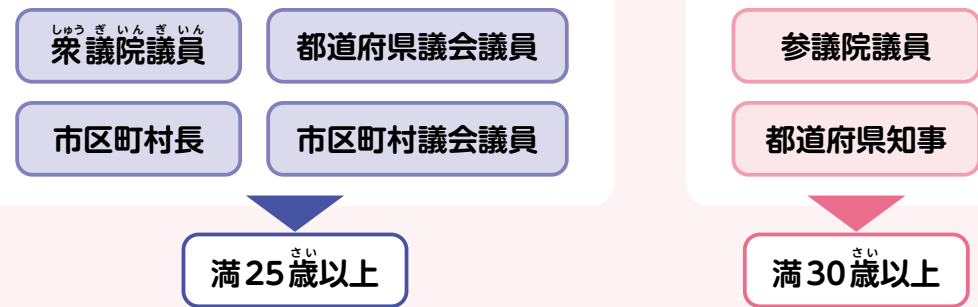 しゅうぎいんぎいん
衆議院議員
都道府県議会議員
市区町村長
市区町村議会議員
さい
満25歳以上
参議院議員
都道府県知事
さい
満30歳以上